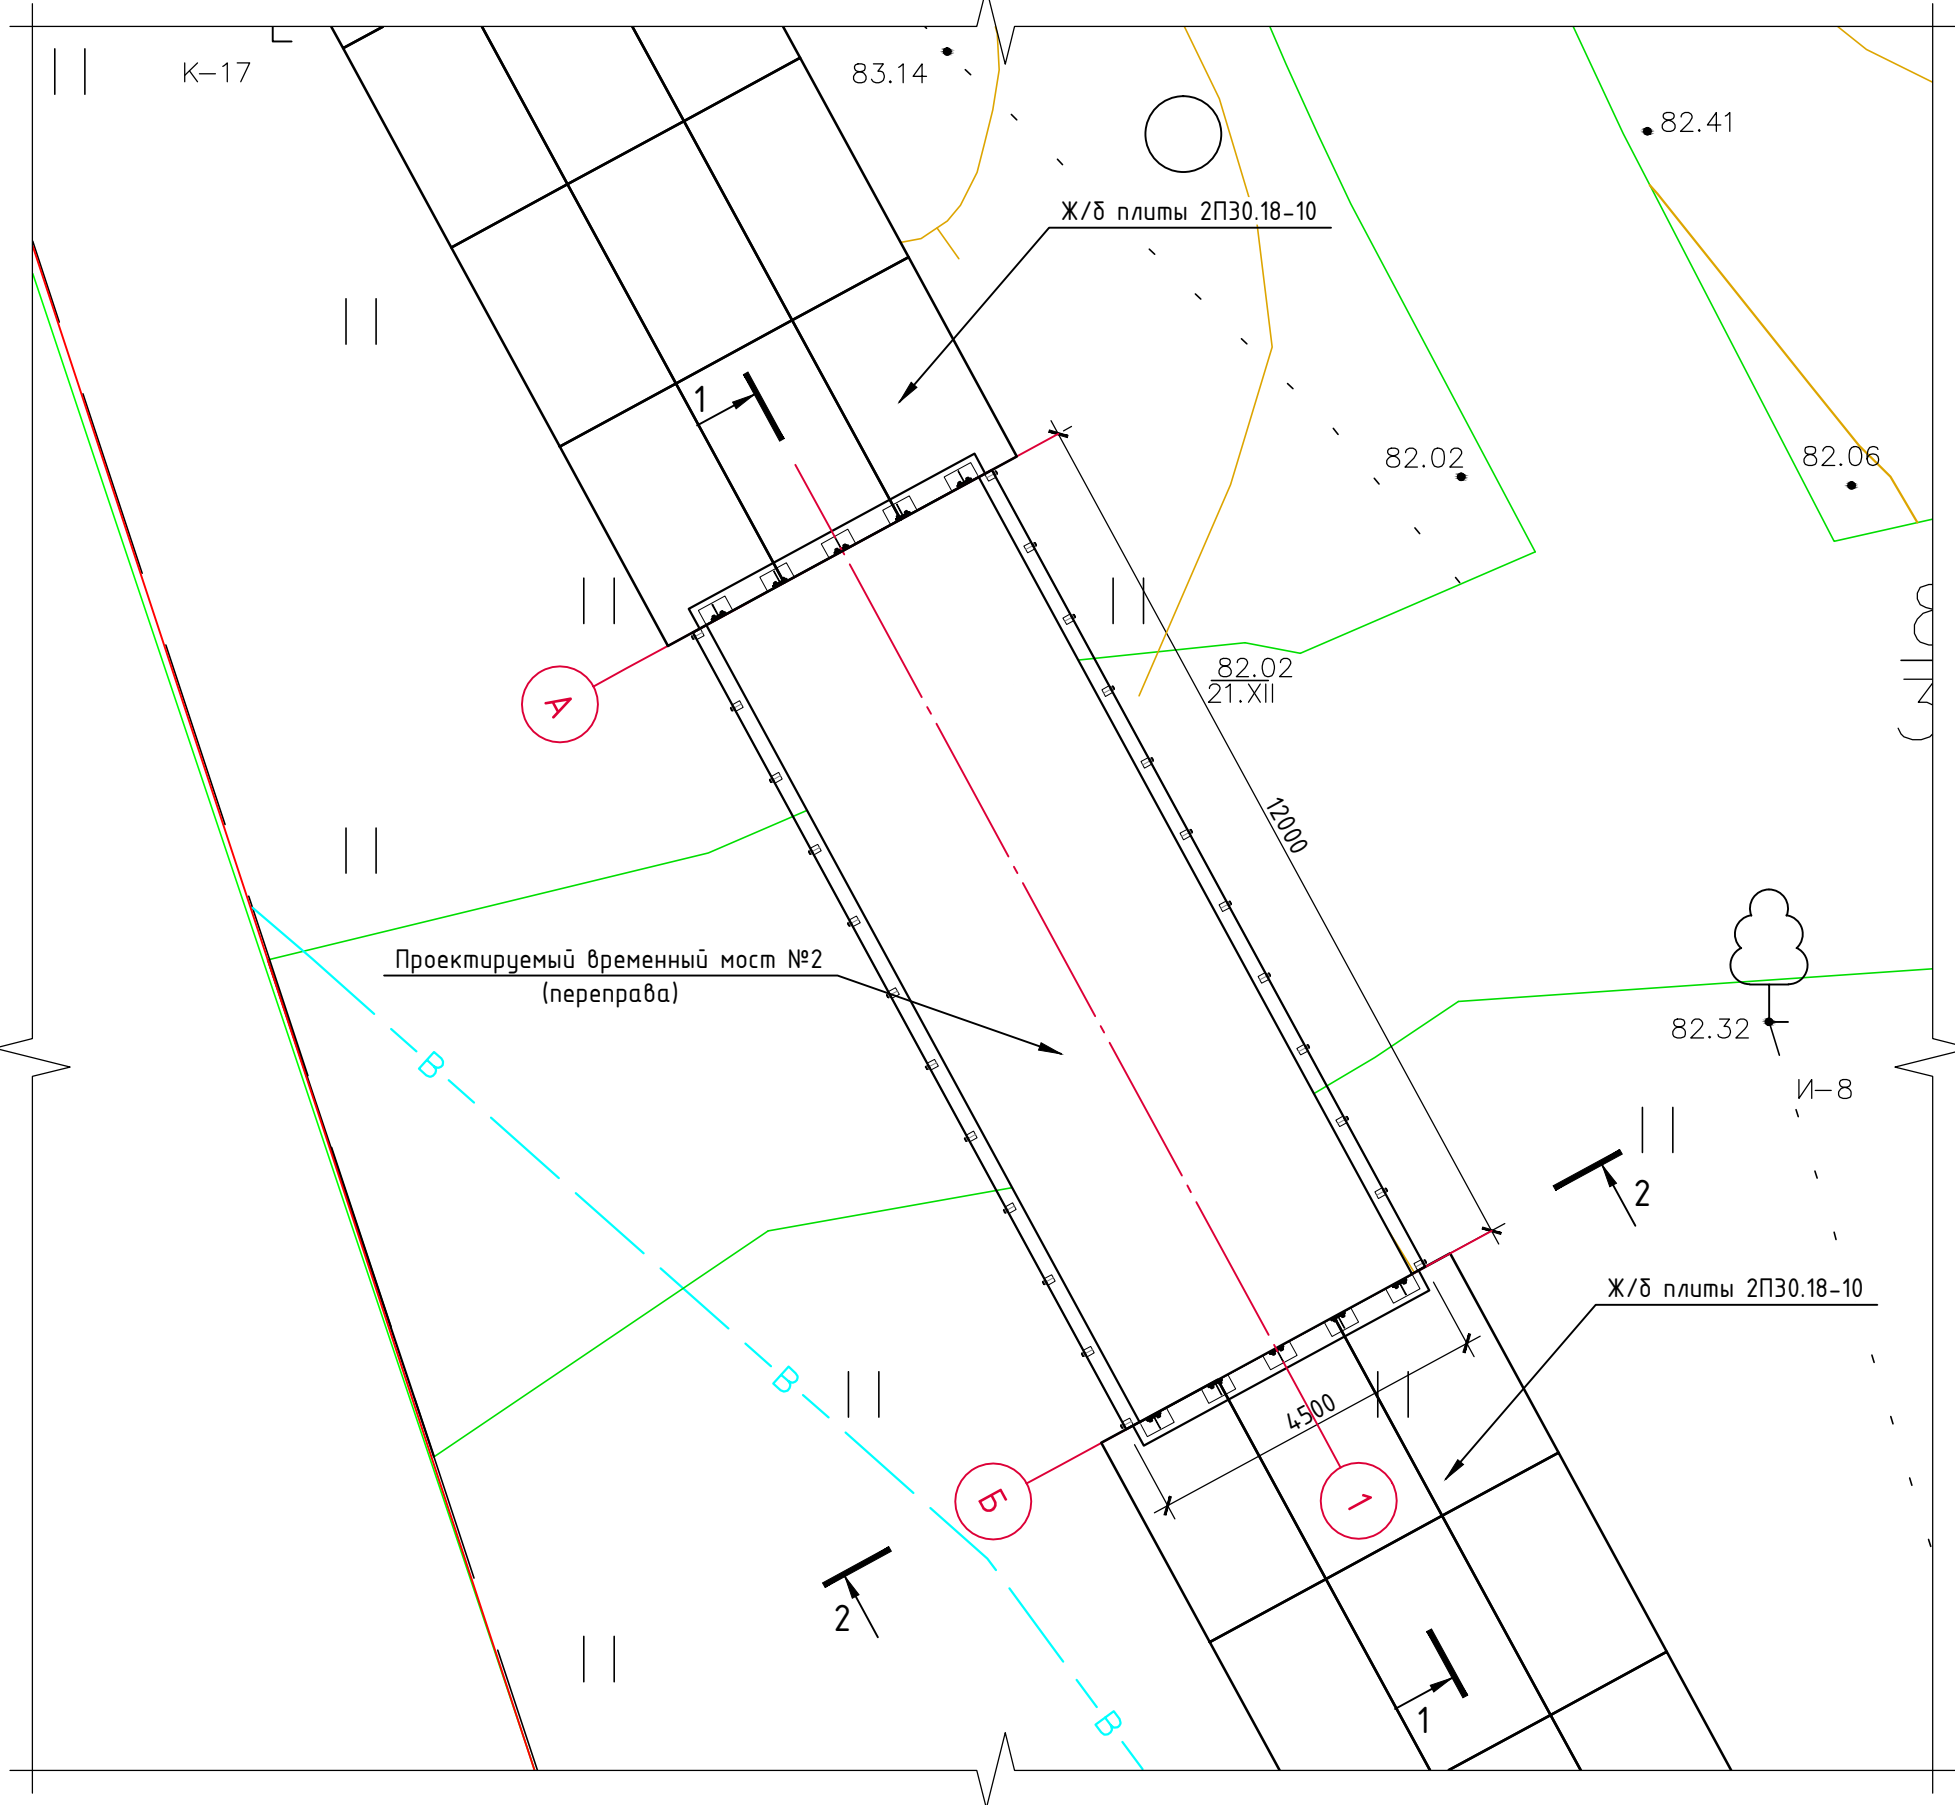 К-17
83.14
82.41
Ж/б плиты 2П30.18-10
1
82.02
82.06
А
82.02
21.XII
12000
Проектируемый временный мост №2
(переправа)
82.32
И-8
В
2
Ж/б плиты 2П30.18-10
В
4500
Б
1
2
1
В